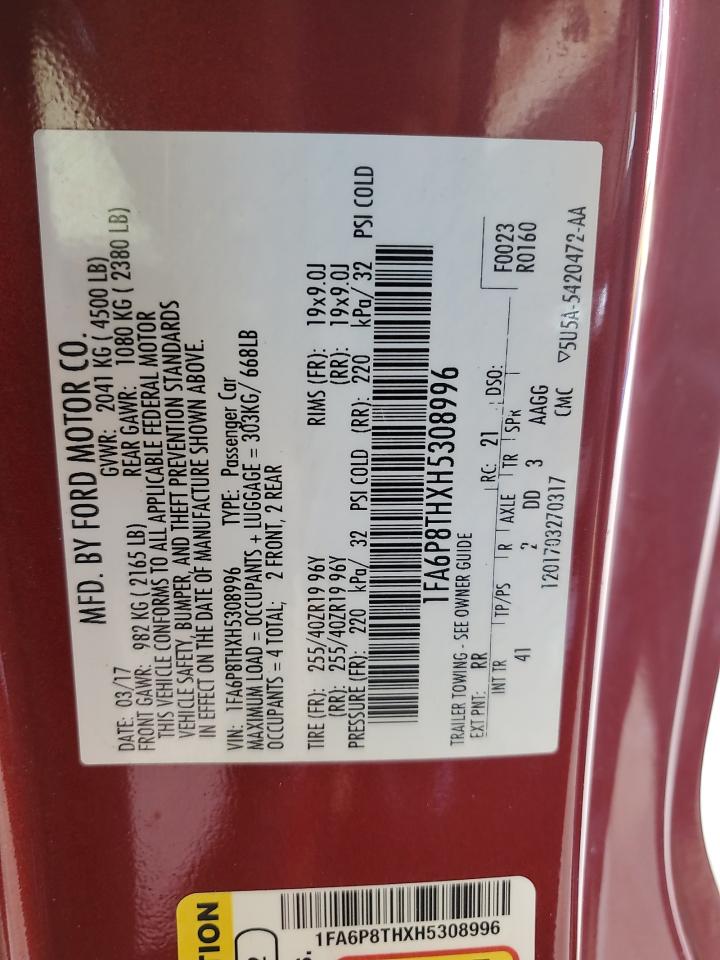 MFD. BY FORD MOTOR CO.
DATE: 03/17 GVWR: 2041 KG ( 4500 LB)
FRONT GAWR: 982 KG ( 2165 LB) REAR GAWR: 1080 KG ( 2380 LB)
THIS VEHICLE CONFORMS TO ALL APPLICABLE FEDERAL MOTOR
VEHICLE SAFETY, BUMPER, AND THEFT PREVENTION STANDARDS
IN EFFECT ON THE DATE OF MANUFACTURE SHOWN ABOVE.
VIN: 1FA6P8THXH5308996 TYPE: Passenger Car
MAXIMUM LOAD = OCCUPANTS + LUGGAGE = 303KG/ 668LB
OCCUPANTS = 4 TOTAL; 2 FRONT, 2 REAR
TIRE (FR): 255/40ZR19 96Y RIMS (FR): 19x9.0J
(RR): 255/40ZR19 96Y (RR): 19x9.0J
PRESSURE (FR): 220 kPa/ 32 PSI COLD (RR): 220 kPa/ 32 PSI COLD
1FA6P8THXH5308996
TRAILER TOWING - SEE OWNER GUIDE
EXT PNT: RR RC: 21 DSO: F0023
INT TR TP/PS R AXLE TR SPR R0160
41 2 DD 3 AAGG
1201703270317 CMC ▽5U5A-5420472-AA
TION
1FA6P8THXH5308996